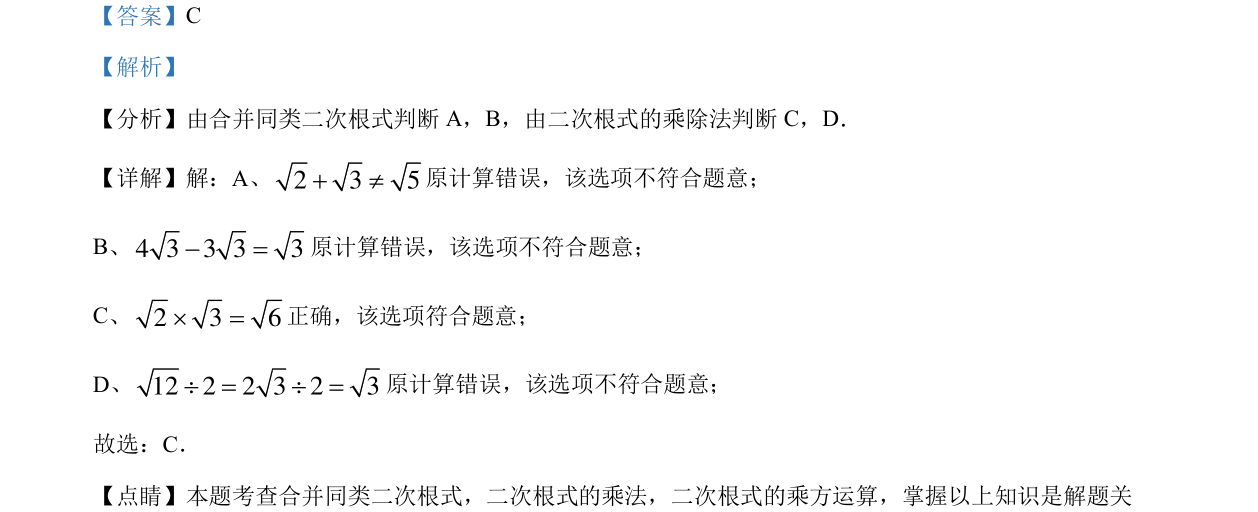 【答案】C
【解析】
【分析】由合并同类二次根式判断 A，B，由二次根式的乘除法判断 C，D．
【详解】解：A、√2+√3≠√5 原计算错误，该选项不符合题意；
B、4√3−3√3=√3 原计算错误，该选项不符合题意；
C、√2×√3=√6 正确，该选项符合题意；
D、√12÷2=2√3÷2=√3 原计算错误，该选项不符合题意；
故选：C．
【点睛】本题考查合并同类二次根式，二次根式的乘法，二次根式的乘方运算，掌握以上知识是解题关